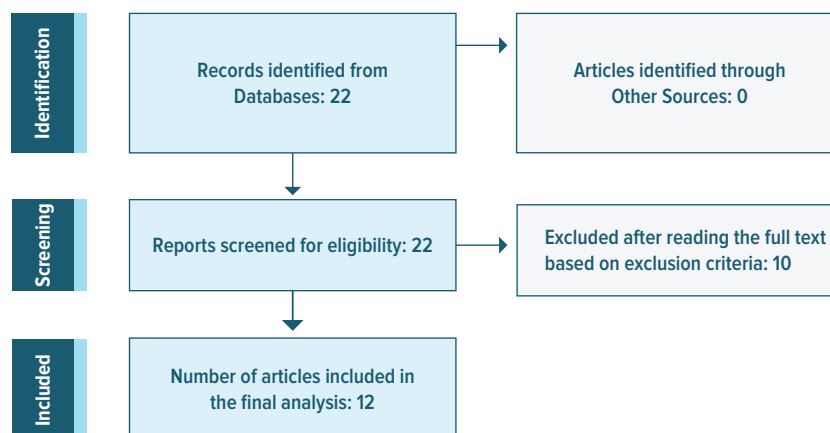 Identification
Records identified from
Databases: 22
Articles identified through
Other Sources: 0
Screening
Reports screened for eligibility: 22
Excluded after reading the full text
based on exclusion criteria: 10
Included
Number of articles included in
the final analysis: 12